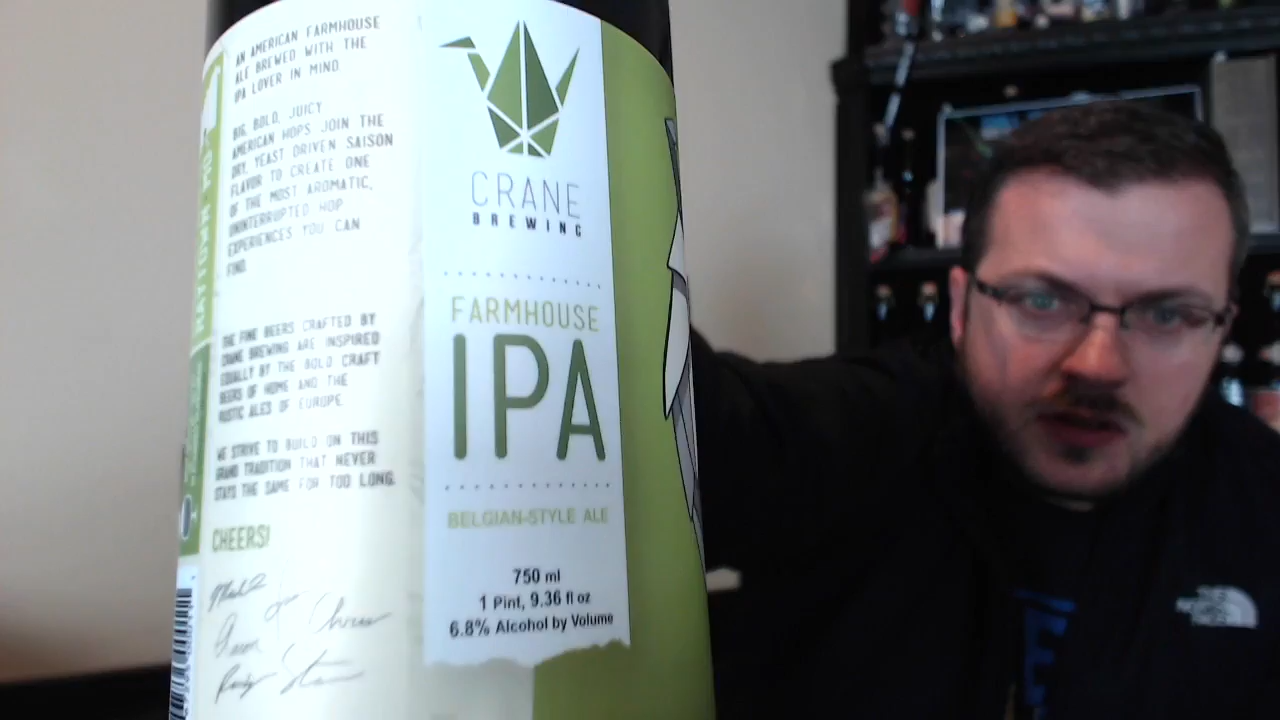 AN AMERICAN FARMHOUSE
ALE BREWED WITH THE
IPA LOVER IN MIND
BIG, BOLD, JUICY
AMERICAN HOPS JOIN THE
DRY, YEAST DRIVEN SAISON
FLAVOR TO CREATE ONE
OF THE MOST AROMATIC,
UNINTERRUPTED HOP
EXPERIENCES YOU CAN
FIND.
THE FINE BEERS CRAFTED BY
CRANE BREWING ARE INSPIRED
EQUALLY BY THE BOLD CRAFT
BEERS OF HOME AND THE
RUSTIC ALES OF EUROPE.
WE STRIVE TO BUILD ON THIS
GRAND TRADITION THAT NEVER
STAYS THE SAME FOR TOO LONG.
CHEERS!
CRANE
BREWING
FARMHOUSE
IPA
BELGIAN-STYLE ALE
750 ml
1 Pint, 9.36 fl oz
6.8% Alcohol by Volume
RAYTOWN, MO
THE
NORTH
FACE